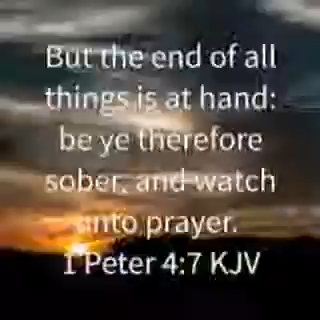 But the end of all
things is at hand:
be ye therefore
sober, and watch
unto prayer.
1 Peter 4:7 KJV